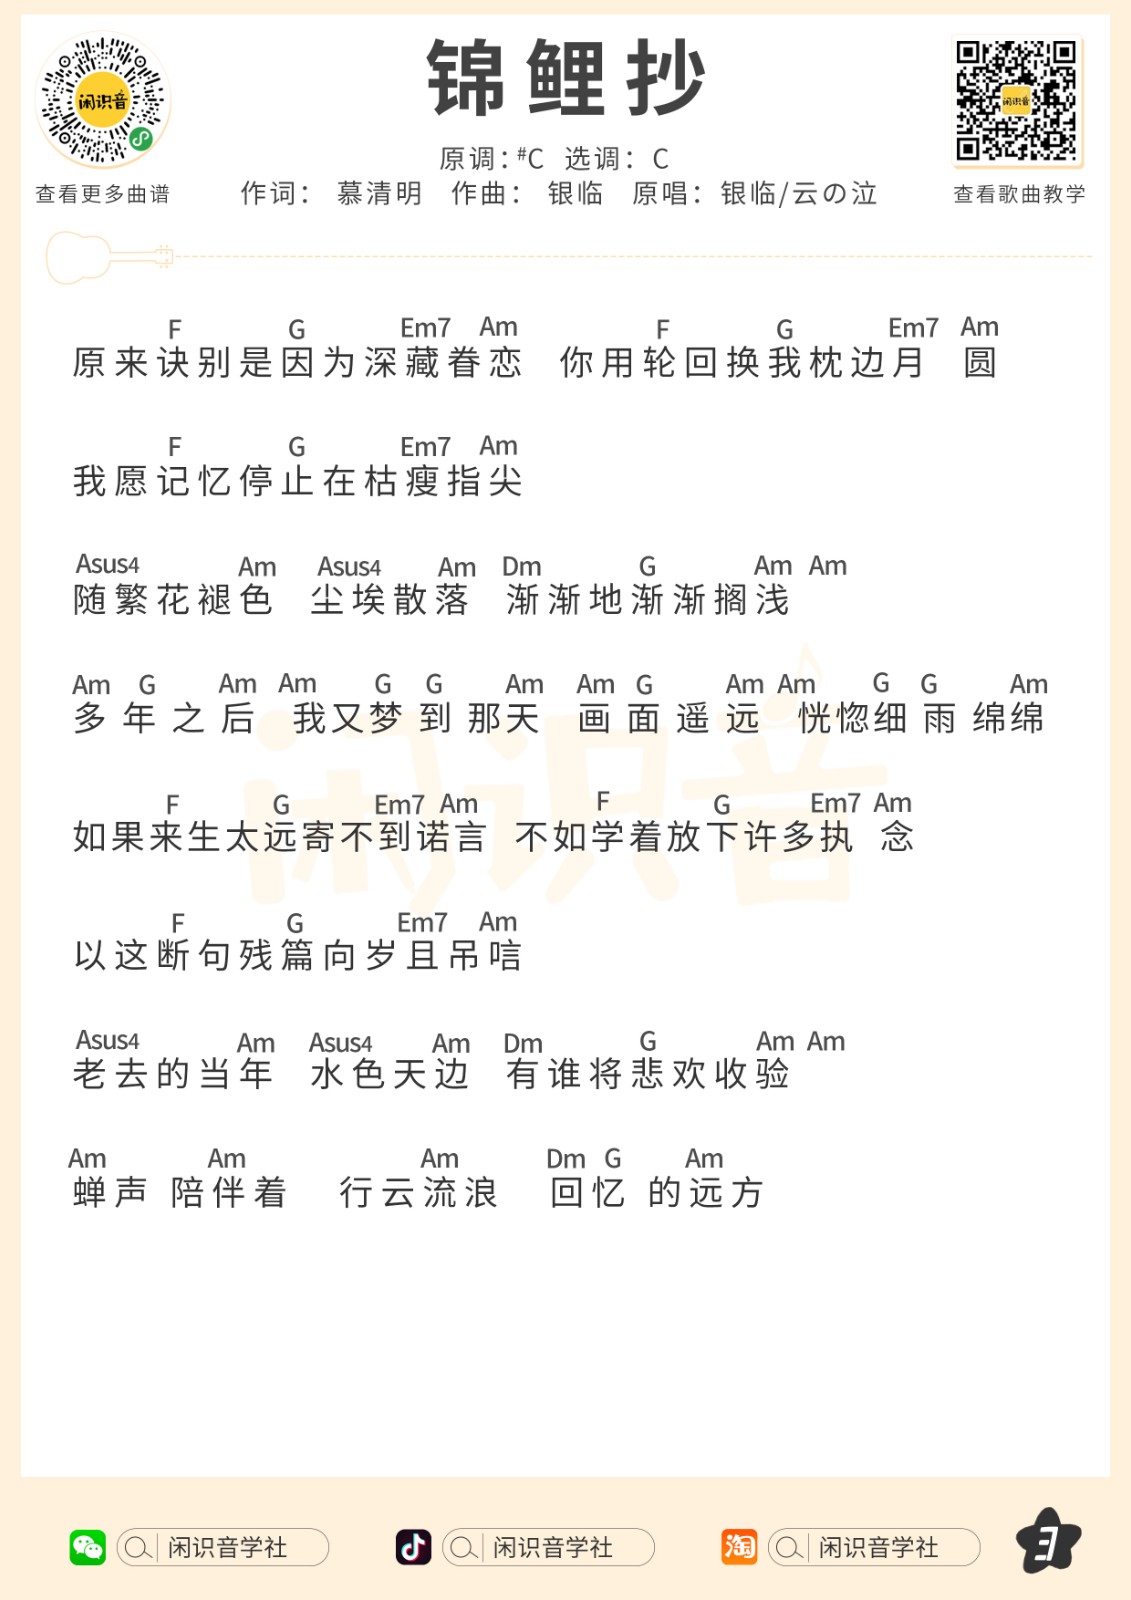 锦鲤抄
原调：#C 选调：C
作词： 慕清明 作曲： 银临 原唱：银临/云の泣
闲识音
查看更多曲谱
闲识音
查看歌曲教学
F G Em7 Am F G Em7 Am
原来诀别是因为深藏眷恋 你用轮回换我枕边月 圆
F G Em7 Am
我愿记忆停止在枯瘦指尖
Asus4 Am Asus4 Am Dm G Am Am
随繁花褪色 尘埃散落 渐渐地渐渐搁浅
Am G Am Am G G Am Am G Am Am G G Am
多年之后 我又梦到那天 画面遥远 恍惚细雨绵绵
F G Em7 Am F G Em7 Am
如果来生太远寄不到诺言 不如学着放下许多执 念
F G Em7 Am
以这断句残篇向岁且吊唁
Asus4 Am Asus4 Am Dm G Am Am
老去的当年 水色天边 有谁将悲欢收验
Am Am Am Dm G Am
蝉声 陪伴着 行云流浪 回忆 的远方
闲识音
闲识音学社 闲识音学社 淘 闲识音学社 3